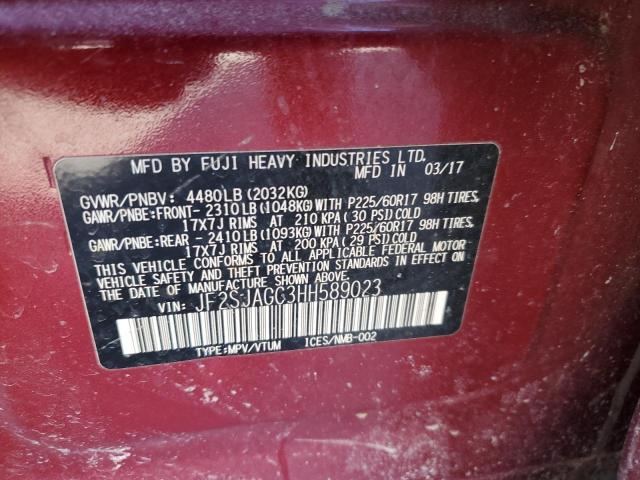 MFD BY FUJI HEAVY INDUSTRIES LTD.
MFD IN 03/17
GVWR/PNBV: 4480LB (2032KG)
GAWR/PNBE:FRONT- 2310LB(1048KG)WITH P225/60R17 98H TIRES,
17X7J RIMS AT 210 KPA( 30 PSI)COLD
GAWR/PNBE:REAR - 2410LB(1093KG)WITH P225/60R17 98H TIRES,
17X7J RIMS AT 200 KPA( 29 PSI)COLD
THIS VEHICLE CONFORMS TO ALL APPLICABLE FEDERAL MOTOR
VEHICLE SAFETY AND THEFT PREVENTION STANDARDS IN EFFECT ON
THE DATE OF MANUFACTURE SHOWN ABOVE.
VIN: JF2SJAGC3HH589023
TYPE:MPV/VTUM ICES/NMB-002